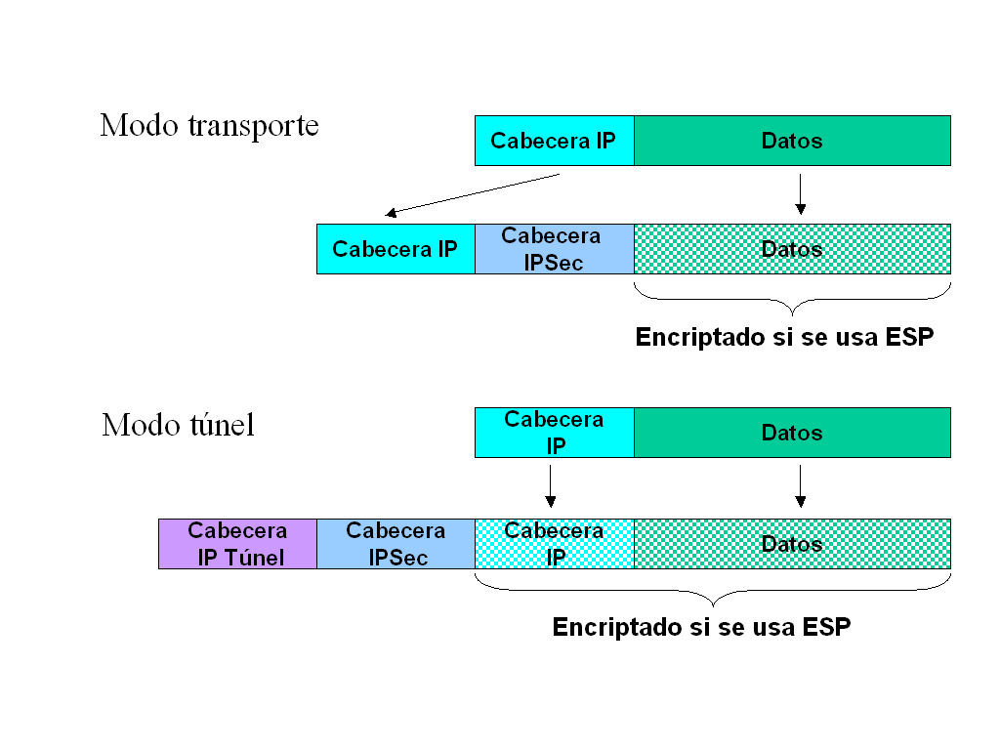 Modo transporte
Cabecera IP
Datos
Cabecera IP
Cabecera
IPSec
Datos
Encriptado si se usa ESP
Modo túnel
Cabecera
IP
Datos
Cabecera
IP Túnel
Cabecera
IPSec
Cabecera
IP
Datos
Encriptado si se usa ESP